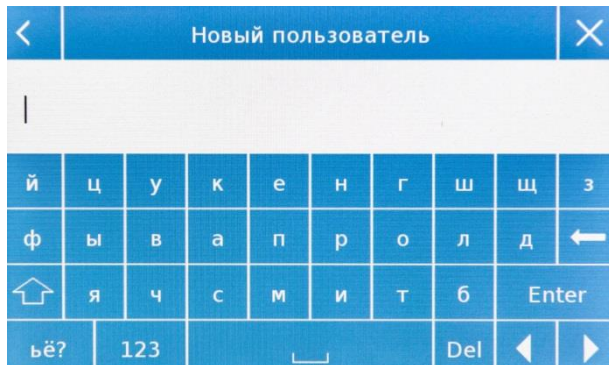 Новый пользователь
й ц у к е н г ш щ з
ф ы в а п р о л д
я ч с м и т б Enter
ьё? 123 Del